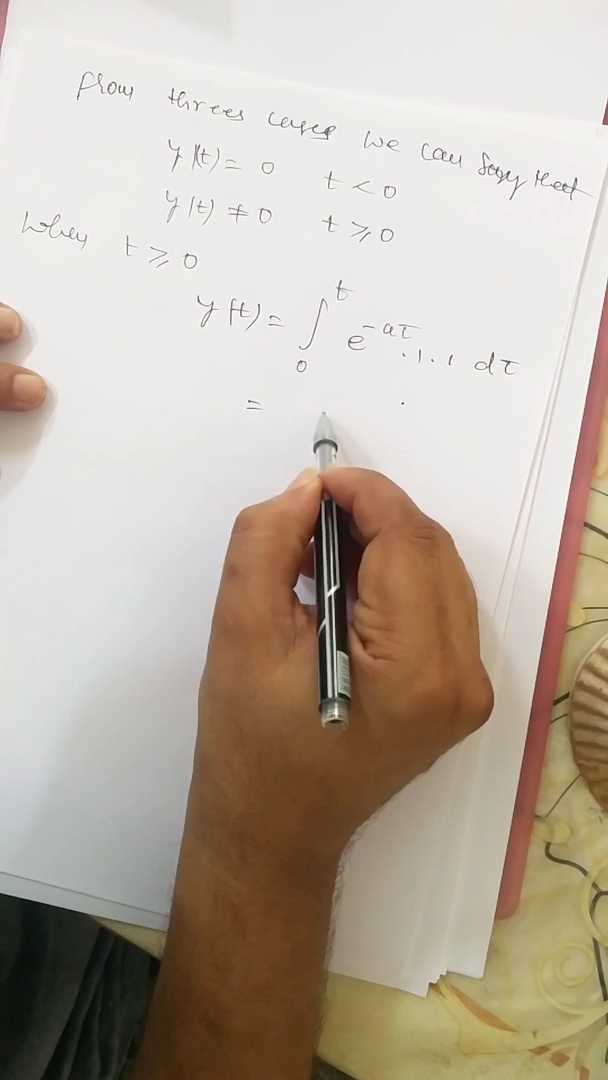 from threes cases we can say that
y(t) = 0 t < 0
y(t) ≠ 0 t ≥ 0
When t ≥ 0
y(t) = ∫₀ᵗ e^{-aτ} .1.1 dτ
=